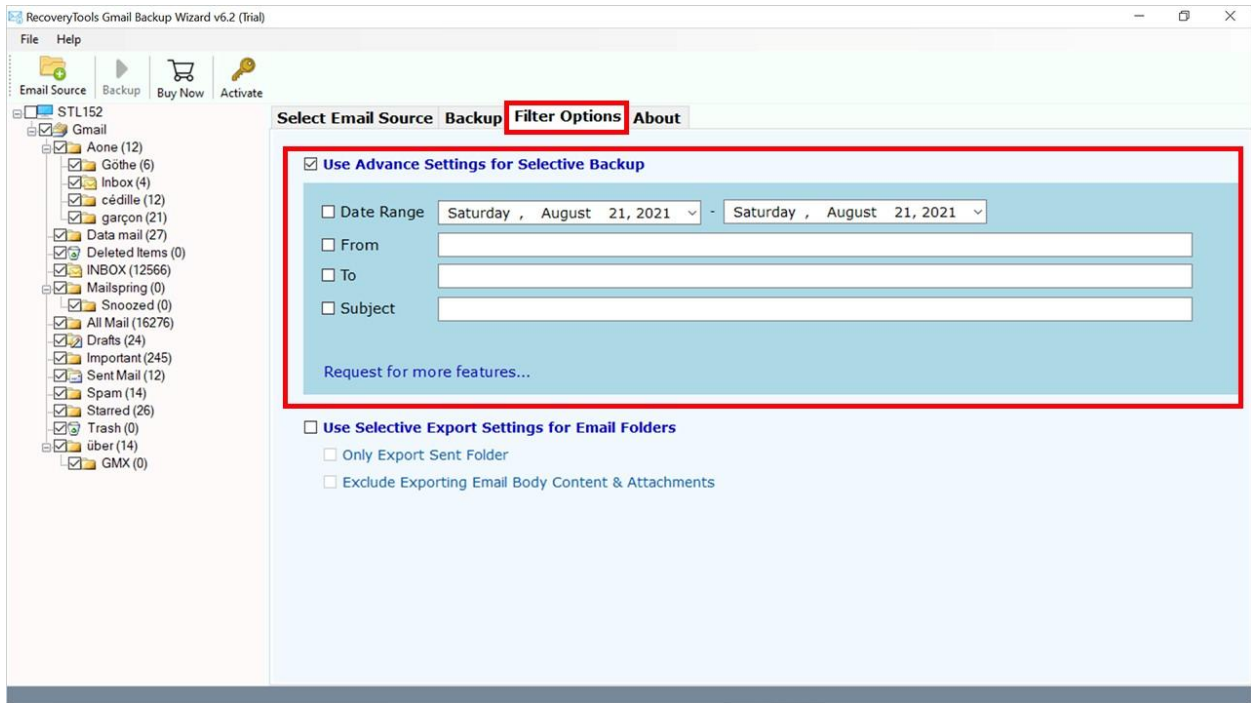 RecoveryTools Gmail Backup Wizard v6.2 (Trial)
File Help
Email Source Backup Buy Now Activate
STL152
Gmail
Aone (12)
Göthe (6)
Inbox (4)
cédille (12)
garçon (21)
Data mail (27)
Deleted Items (0)
INBOX (12566)
Mailspring (0)
Snoozed (0)
All Mail (16276)
Drafts (24)
Important (245)
Sent Mail (12)
Spam (14)
Starred (26)
Trash (0)
über (14)
GMX (0)
Select Email Source Backup Filter Options About
Use Advance Settings for Selective Backup
Date Range Saturday , August 21, 2021 - Saturday , August 21, 2021
From
To
Subject
Request for more features...
Use Selective Export Settings for Email Folders
Only Export Sent Folder
Exclude Exporting Email Body Content & Attachments